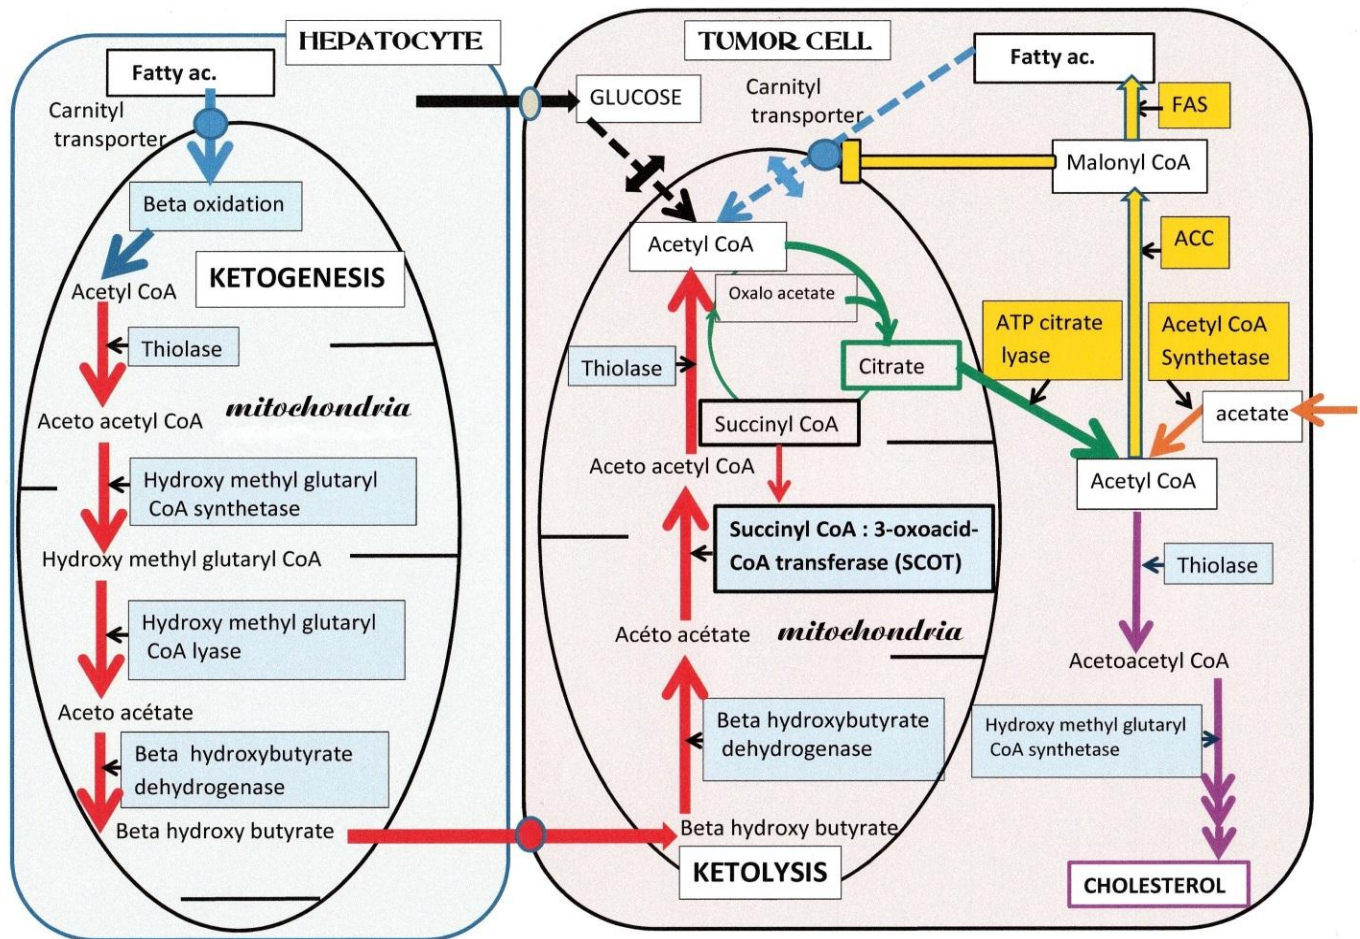 HEPATOCYTE
Fatty ac.
Carnityl
transporter
Beta oxidation
KETOGENESIS
Acetyl CoA
Thiolase
Aceto acetyl CoA
mitochondria
Hydroxy methyl glutaryl
CoA synthetase
Hydroxy methyl glutaryl CoA
Hydroxy methyl glutaryl
CoA lyase
Aceto acétate
Beta hydroxybutyrate
dehydrogenase
Beta hydroxy butyrate
TUMOR CELL
GLUCOSE
Carnityl
transporter
Fatty ac.
FAS
Malonyl CoA
ACC
Acetyl CoA
Oxalo acetate
Thiolase
Citrate
ATP citrate
lyase
Acetyl CoA
Synthetase
acetate
Succinyl CoA
Aceto acetyl CoA
Acetyl CoA
Succinyl CoA : 3-oxoacid-
CoA transferase (SCOT)
Thiolase
Acéto acétate
mitochondria
Acetoacetyl CoA
Beta hydroxybutyrate
dehydrogenase
Hydroxy methyl glutaryl
CoA synthetase
Beta hydroxy butyrate
KETOLYSIS
CHOLESTEROL